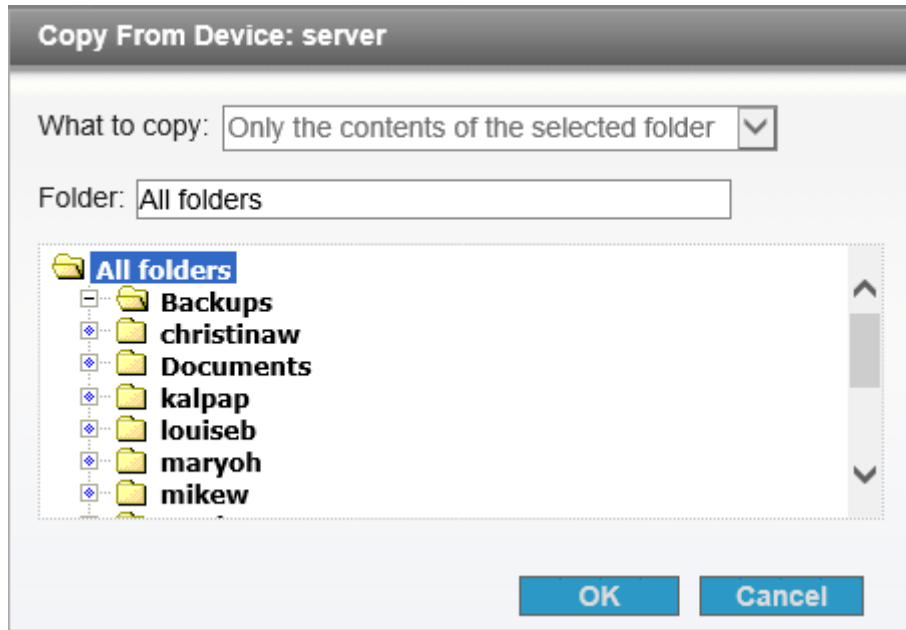 Copy From Device: server
What to copy: Only the contents of the selected folder
Folder: All folders
All folders
Backups
christinaw
Documents
kalpap
louiseb
maryoh
mikew
OK Cancel